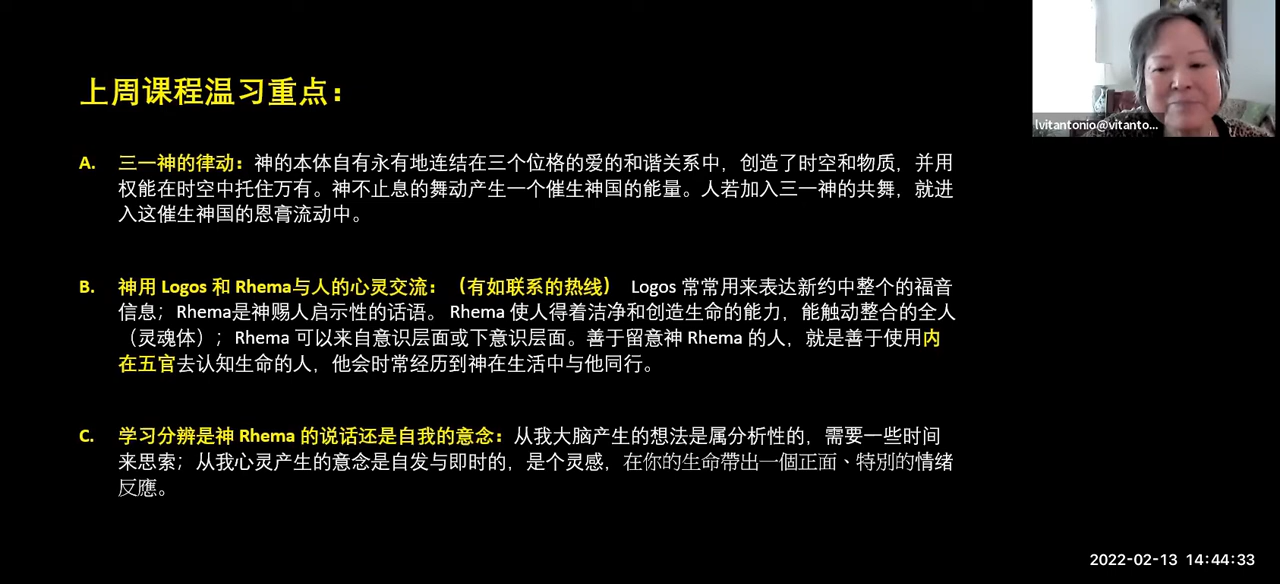 上周课程温习重点：
A. 三一神的律动：神的本体自有永有地连结在三个位格的爱的和谐关系中，创造了时空和物质，并用
权能在时空中托住万有。神不止息的舞动产生一个催生神国的能量。人若加入三一神的共舞，就进
入这催生神国的恩膏流动中。
B. 神用 Logos 和 Rhema与人的心灵交流：（有如联系的热线） Logos 常常用来表达新约中整个的福音
信息；Rhema是神赐人启示性的话语。 Rhema 使人得着洁净和创造生命的能力，能触动整合的全人
（灵魂体）；Rhema 可以来自意识层面或下意识层面。善于留意神 Rhema 的人，就是善于使用内
在五官去认知生命的人，他会时常经历到神在生活中与他同行。
C. 学习分辨是神 Rhema 的说话还是自我的意念：从我大脑产生的想法是属分析性的，需要一些时间
来思索；从我心灵产生的意念是自发与即时的，是个灵感，在你的生命帶出一個正面、特別的情绪
反應。
lvitantonio@vitanto...
2022-02-13 14:44:33